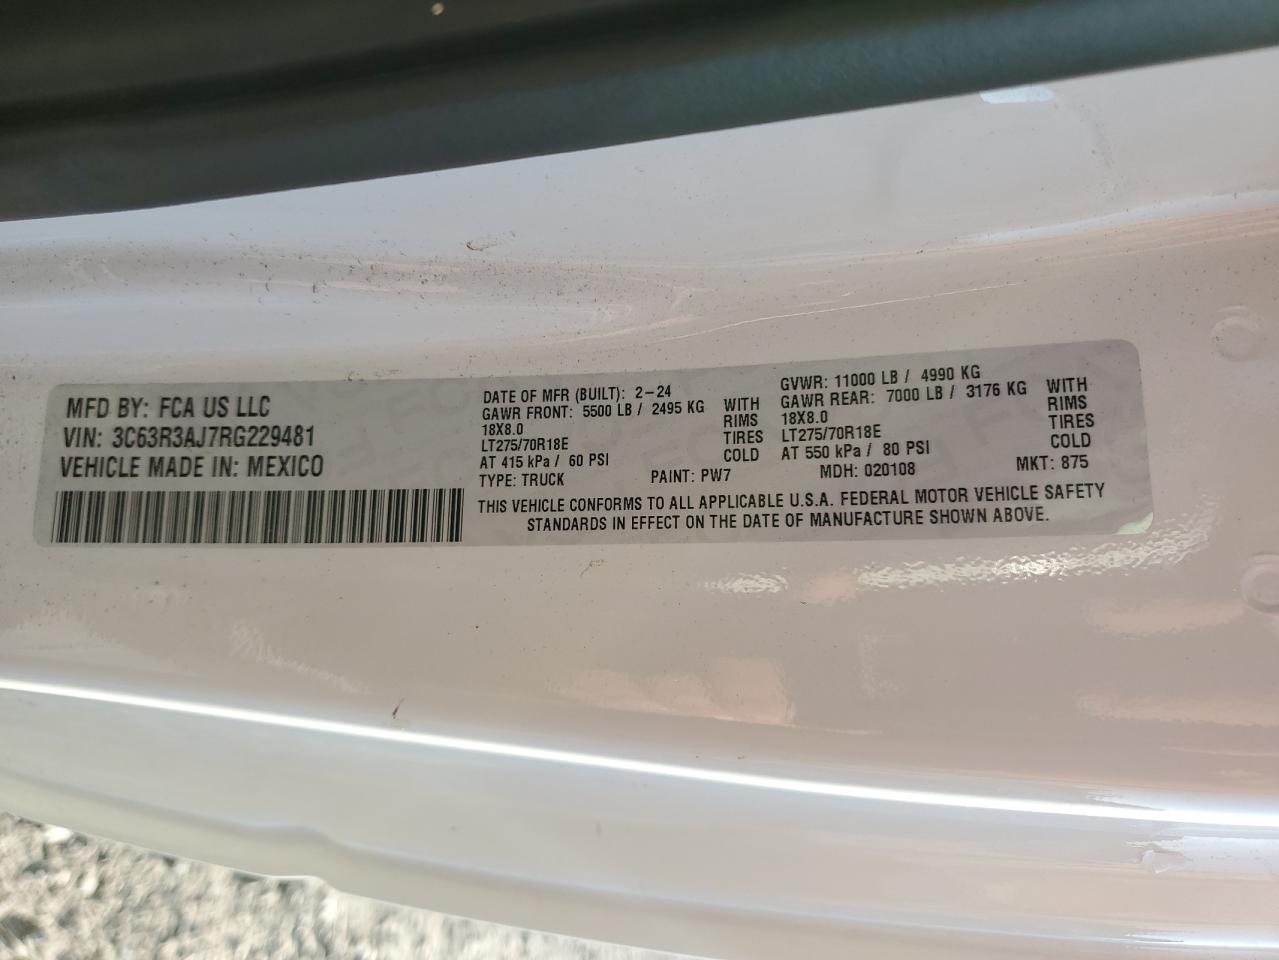 MFD BY: FCA US LLC
VIN: 3C63R3AJ7RG229481
VEHICLE MADE IN: MEXICO
DATE OF MFR (BUILT): 2-24
GAWR FRONT: 5500 LB / 2495 KG WITH
18X8.0 RIMS
LT275/70R18E TIRES
AT 415 kPa / 60 PSI COLD
TYPE: TRUCK PAINT: PW7
GVWR: 11000 LB / 4990 KG
GAWR REAR: 7000 LB / 3176 KG WITH
18X8.0 RIMS
LT275/70R18E TIRES
AT 550 kPa / 80 PSI COLD
MDH: 020108 MKT: 875
THIS VEHICLE CONFORMS TO ALL APPLICABLE U.S.A. FEDERAL MOTOR VEHICLE SAFETY
STANDARDS IN EFFECT ON THE DATE OF MANUFACTURE SHOWN ABOVE.